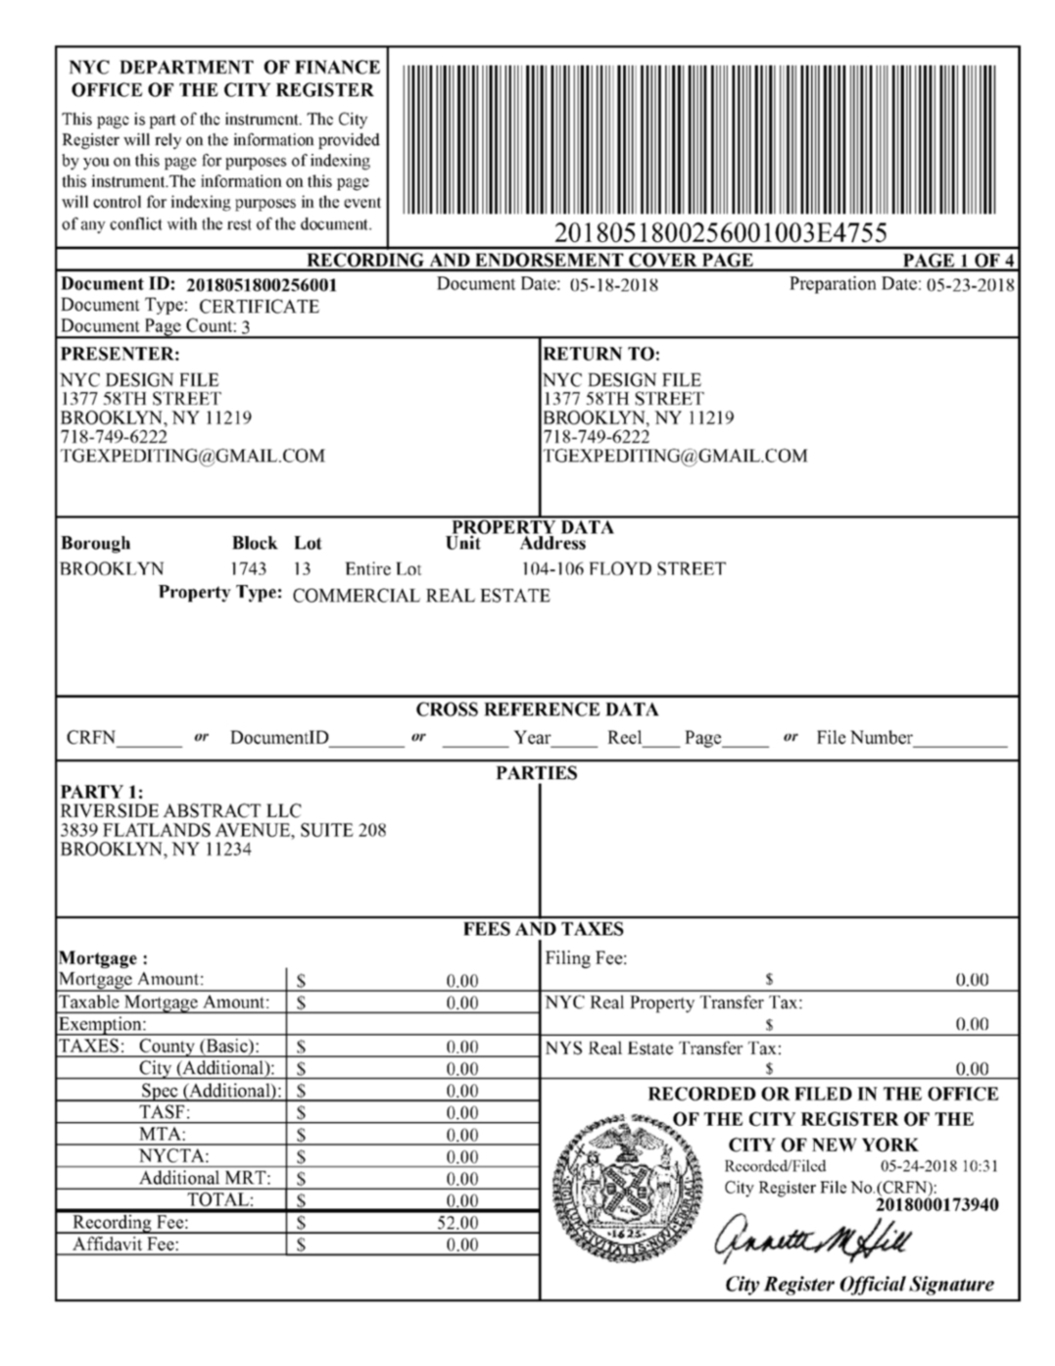 NYC DEPARTMENT OF FINANCE
OFFICE OF THE CITY REGISTER
This page is part of the instrument. The City
Register will rely on the information provided
by you on this page for purposes of indexing
this instrument.The information on this page
will control for indexing purposes in the event
of any conflict with the rest of the document.
2018051800256001003E4755
RECORDING AND ENDORSEMENT COVER PAGE PAGE 1 OF 4
Document ID: 2018051800256001 Document Date: 05-18-2018 Preparation Date: 05-23-2018
Document Type: CERTIFICATE
Document Page Count: 3
PRESENTER:
NYC DESIGN FILE
1377 58TH STREET
BROOKLYN, NY 11219
718-749-6222
TGEXPEDITING@GMAIL.COM
RETURN TO:
NYC DESIGN FILE
1377 58TH STREET
BROOKLYN, NY 11219
718-749-6222
TGEXPEDITING@GMAIL.COM
PROPERTY DATA
Borough Block Lot Unit Address
BROOKLYN 1743 13 Entire Lot 104-106 FLOYD STREET
Property Type: COMMERCIAL REAL ESTATE
CROSS REFERENCE DATA
CRFN_______ or DocumentID________ or _______ Year_____ Reel____ Page_____ or File Number__________
PARTIES
PARTY 1:
RIVERSIDE ABSTRACT LLC
3839 FLATLANDS AVENUE, SUITE 208
BROOKLYN, NY 11234
FEES AND TAXES
Mortgage :
Mortgage Amount: $ 0.00
Taxable Mortgage Amount: $ 0.00
Exemption:
TAXES: County (Basic): $ 0.00
City (Additional): $ 0.00
Spec (Additional): $ 0.00
TASF: $ 0.00
MTA: $ 0.00
NYCTA: $ 0.00
Additional MRT: $ 0.00
TOTAL: $ 0.00
Recording Fee: $ 52.00
Affidavit Fee: $ 0.00
Filing Fee:
$ 0.00
NYC Real Property Transfer Tax:
$ 0.00
NYS Real Estate Transfer Tax:
$ 0.00
RECORDED OR FILED IN THE OFFICE
OF THE CITY REGISTER OF THE
CITY OF NEW YORK
Recorded/Filed 05-24-2018 10:31
City Register File No.(CRFN):
2018000173940
Annette M Hill
City Register Official Signature
SIGILLUM CIVITATIS NOVI EBORACI
·1625·